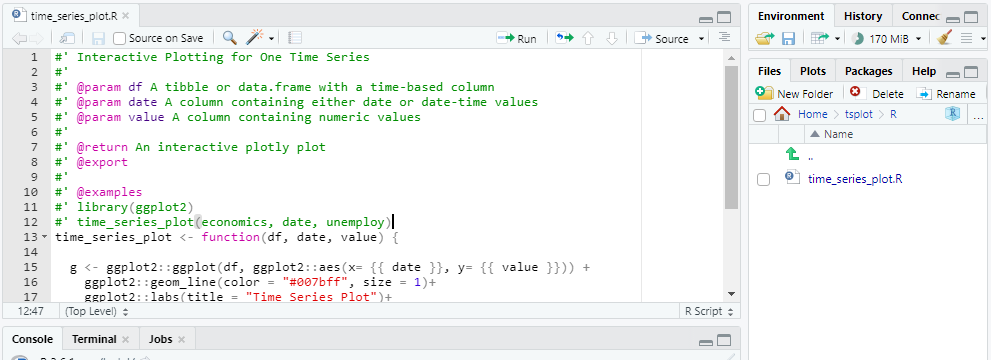 time_series_plot.R
Source on Save
Run
Source
1 #' Interactive Plotting for One Time Series
2 #'
3 #' @param df A tibble or data.frame with a time-based column
4 #' @param date A column containing either date or date-time values
5 #' @param value A column containing numeric values
6 #'
7 #' @return An interactive plotly plot
8 #' @export
9 #'
10 #' @examples
11 #' library(ggplot2)
12 #' time_series_plot(economics, date, unemploy)
13 time_series_plot <- function(df, date, value) {
14
15 g <- ggplot2::ggplot(df, ggplot2::aes(x= {{ date }}, y= {{ value }})) +
16 ggplot2::geom_line(color = "#007bff", size = 1)+
17 ggplot2::labs(title = "Time Series Plot")+
12:47 (Top Level) R Script
Console Terminal Jobs
Environment History Connec
170 MiB
Files Plots Packages Help
New Folder Delete Rename
Home > tsplot > R
...
Name
..
time_series_plot.R